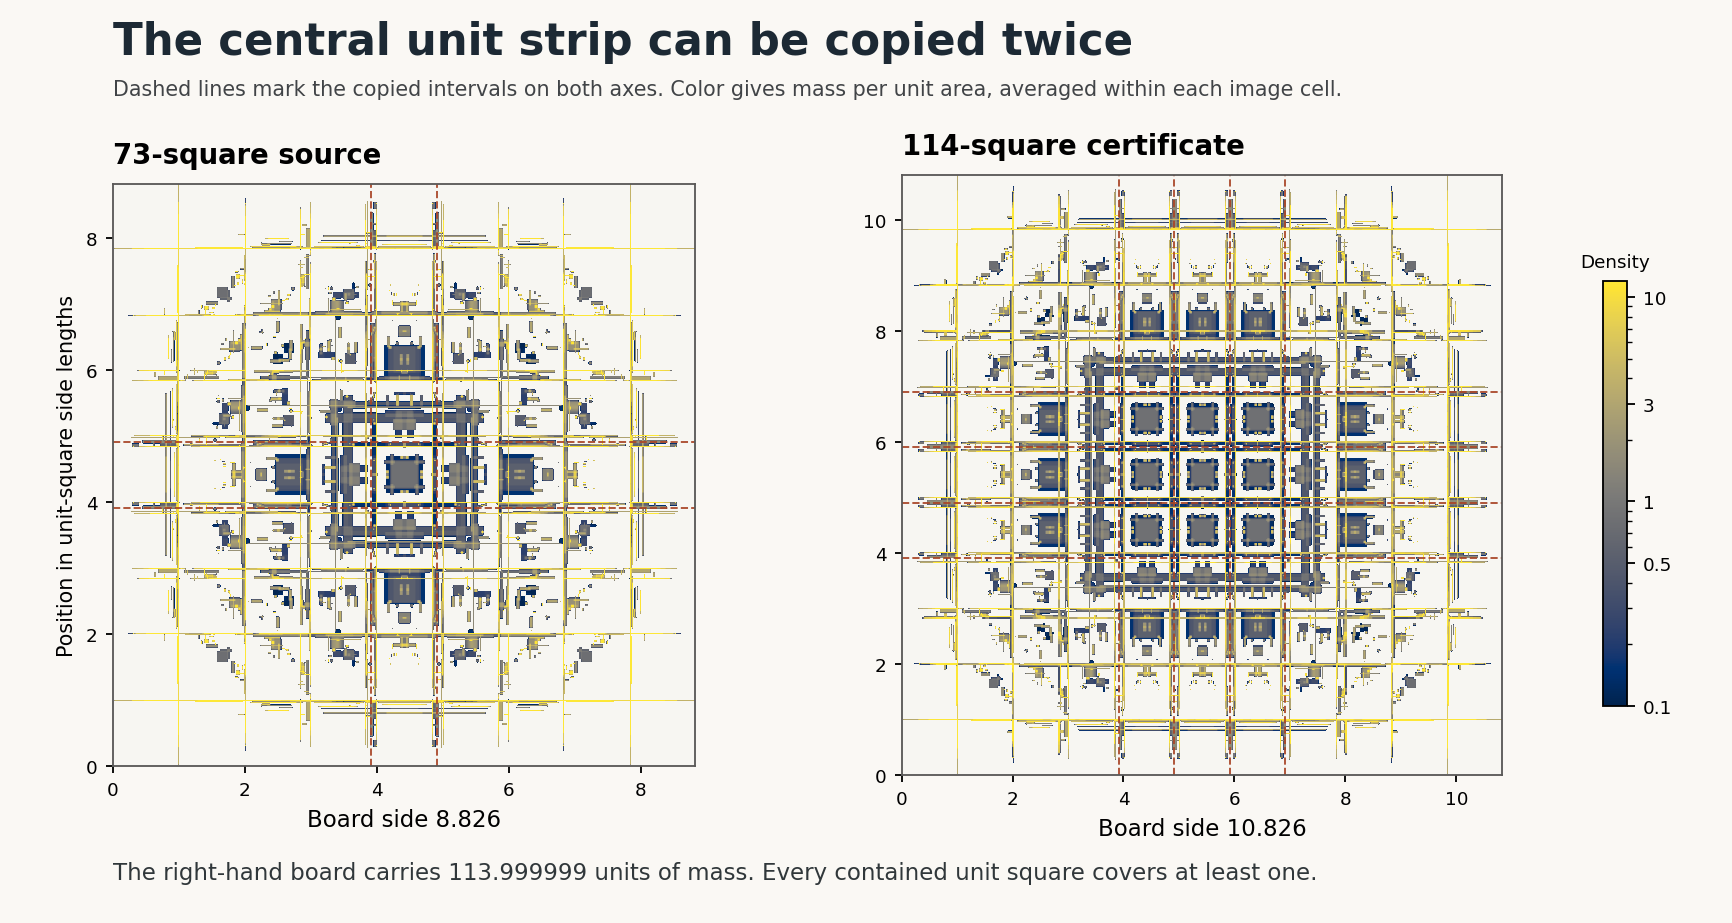 The central unit strip can be copied twice
Dashed lines mark the copied intervals on both axes. Color gives mass per unit area, averaged within each image cell.
73-square source
114-square certificate
Position in unit-square side lengths
8
6
4
2
0
0 2 4 6 8
Board side 8.826
10
8
6
4
2
0
0 2 4 6 8 10
Board side 10.826
Density
10
3
1
0.5
0.1
The right-hand board carries 113.999999 units of mass. Every contained unit square covers at least one.